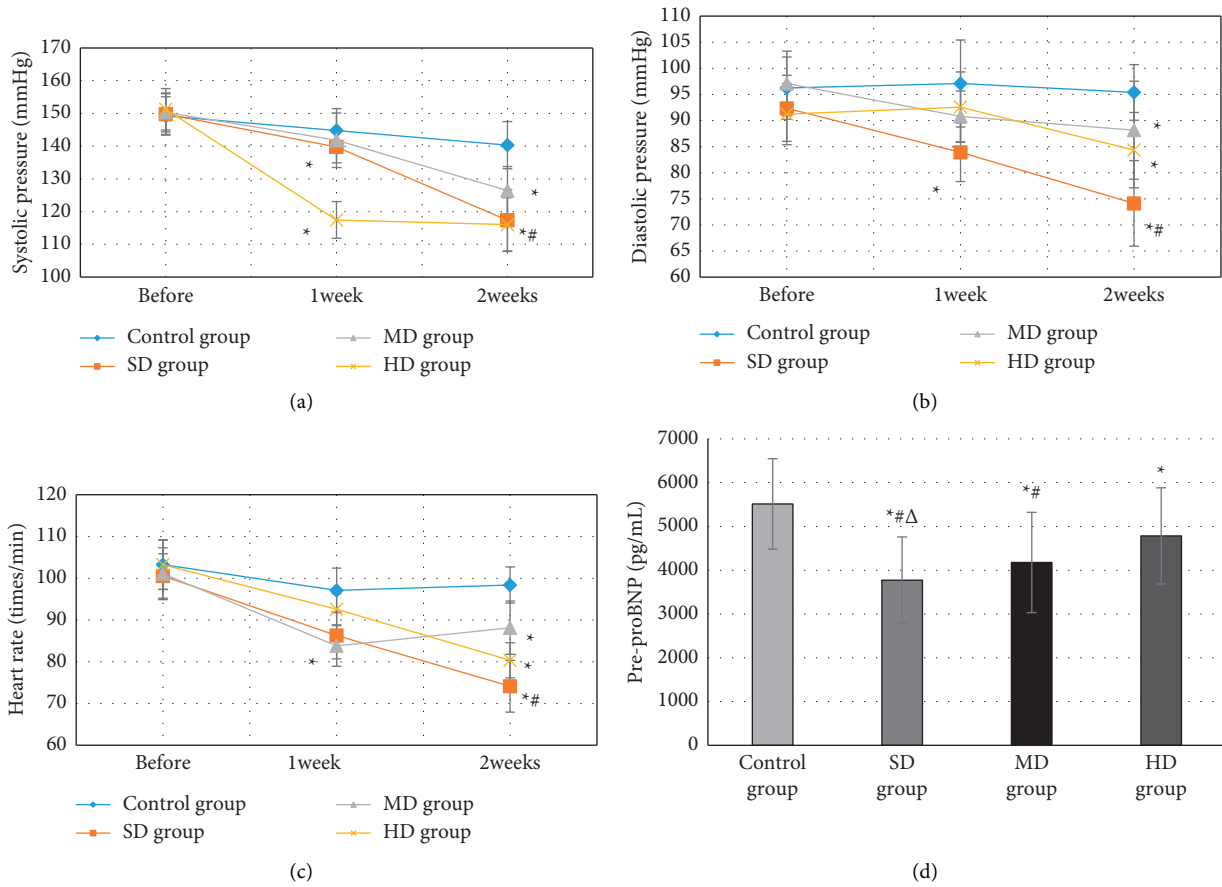 Systolic pressure (mmHg)
170
160
150
140
130
120
110
100
*
*
*
*#
Before 1week 2weeks
Control group MD group
SD group HD group
(a)
Diastolic pressure (mmHg)
110
105
100
95
90
85
80
75
70
65
60
*
*
*
*#
Before 1week 2weeks
Control group MD group
SD group HD group
(b)
Heart rate (times/min)
120
110
100
90
80
70
60
*
*
*
*#
Before 1week 2weeks
Control group MD group
SD group HD group
(c)
Pre-proBNP (pg/mL)
7000
6000
5000
4000
3000
2000
1000
0
*#Δ
*#
*
Control SD MD HD
group group group group
(d)